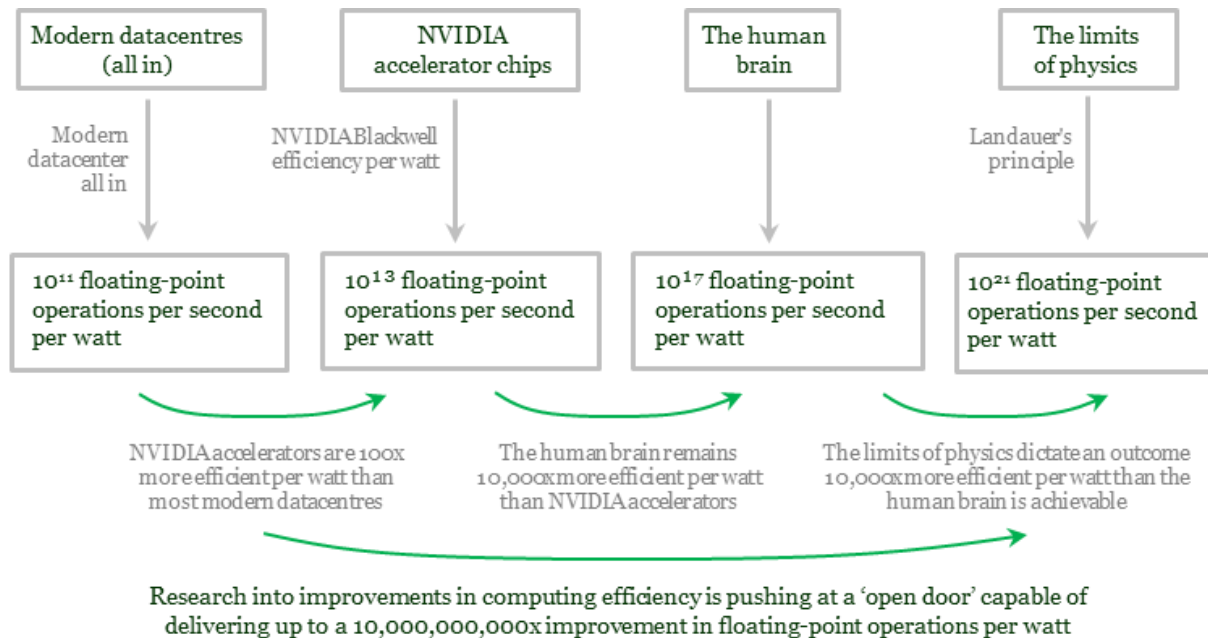 Modern datacentres
(all in)
NVIDIA
accelerator chips
The human
brain
The limits
of physics
Modern
datacenter
all in
NVIDIA Blackwell
efficiency per watt
Landauer's
principle
10¹¹ floating-point
operations per second
per watt
10¹³ floating-point
operations per second
per watt
10¹⁷ floating-point
operations per second
per watt
10²¹ floating-point
operations per second
per watt
NVIDIA accelerators are 100x
more efficient per watt than
most modern datacentres
The human brain remains
10,000x more efficient per watt
than NVIDIA accelerators
The limits of physics dictate an outcome
10,000x more efficient per watt than the
human brain is achievable
Research into improvements in computing efficiency is pushing at a ‘open door’ capable of
delivering up to a 10,000,000,000x improvement in floating-point operations per watt